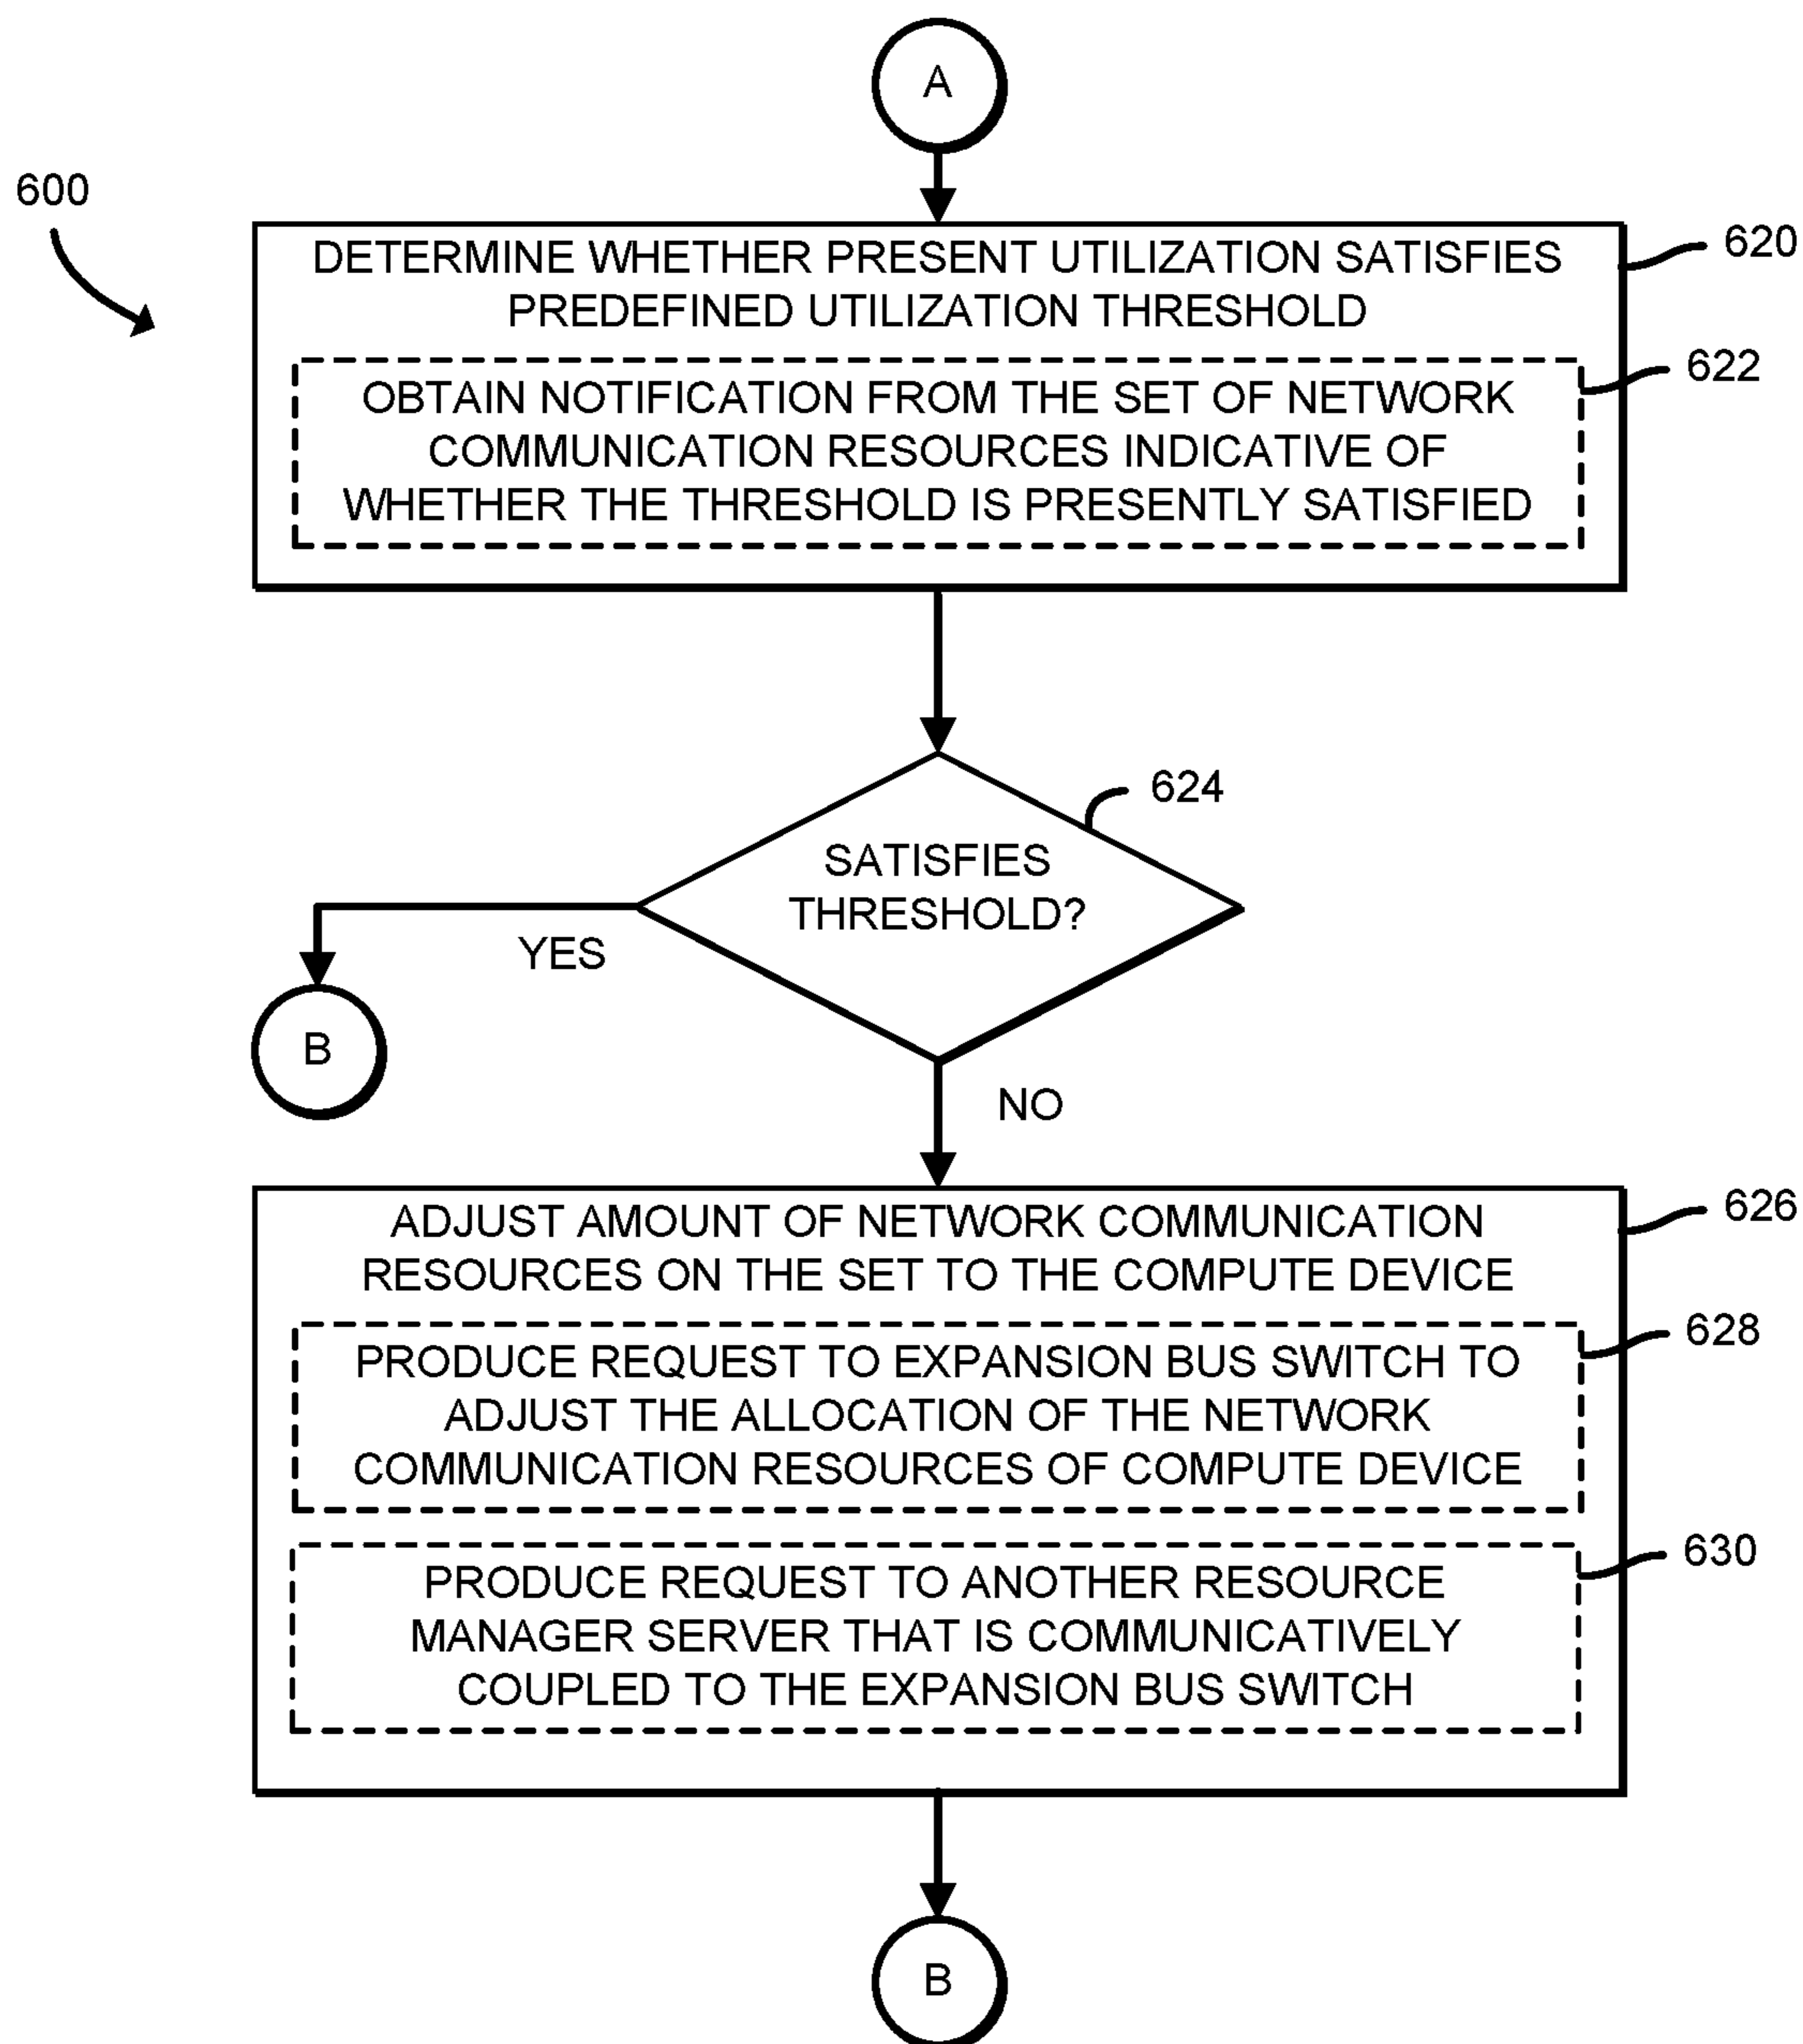 A
600
DETERMINE WHETHER PRESENT UTILIZATION SATISFIES
PREDEFINED UTILIZATION THRESHOLD
620
OBTAIN NOTIFICATION FROM THE SET OF NETWORK
COMMUNICATION RESOURCES INDICATIVE OF
WHETHER THE THRESHOLD IS PRESENTLY SATISFIED
622
624
SATISFIES
THRESHOLD?
YES
B
NO
ADJUST AMOUNT OF NETWORK COMMUNICATION
RESOURCES ON THE SET TO THE COMPUTE DEVICE
626
PRODUCE REQUEST TO EXPANSION BUS SWITCH TO
ADJUST THE ALLOCATION OF THE NETWORK
COMMUNICATION RESOURCES OF COMPUTE DEVICE
628
PRODUCE REQUEST TO ANOTHER RESOURCE
MANAGER SERVER THAT IS COMMUNICATIVELY
COUPLED TO THE EXPANSION BUS SWITCH
630
B